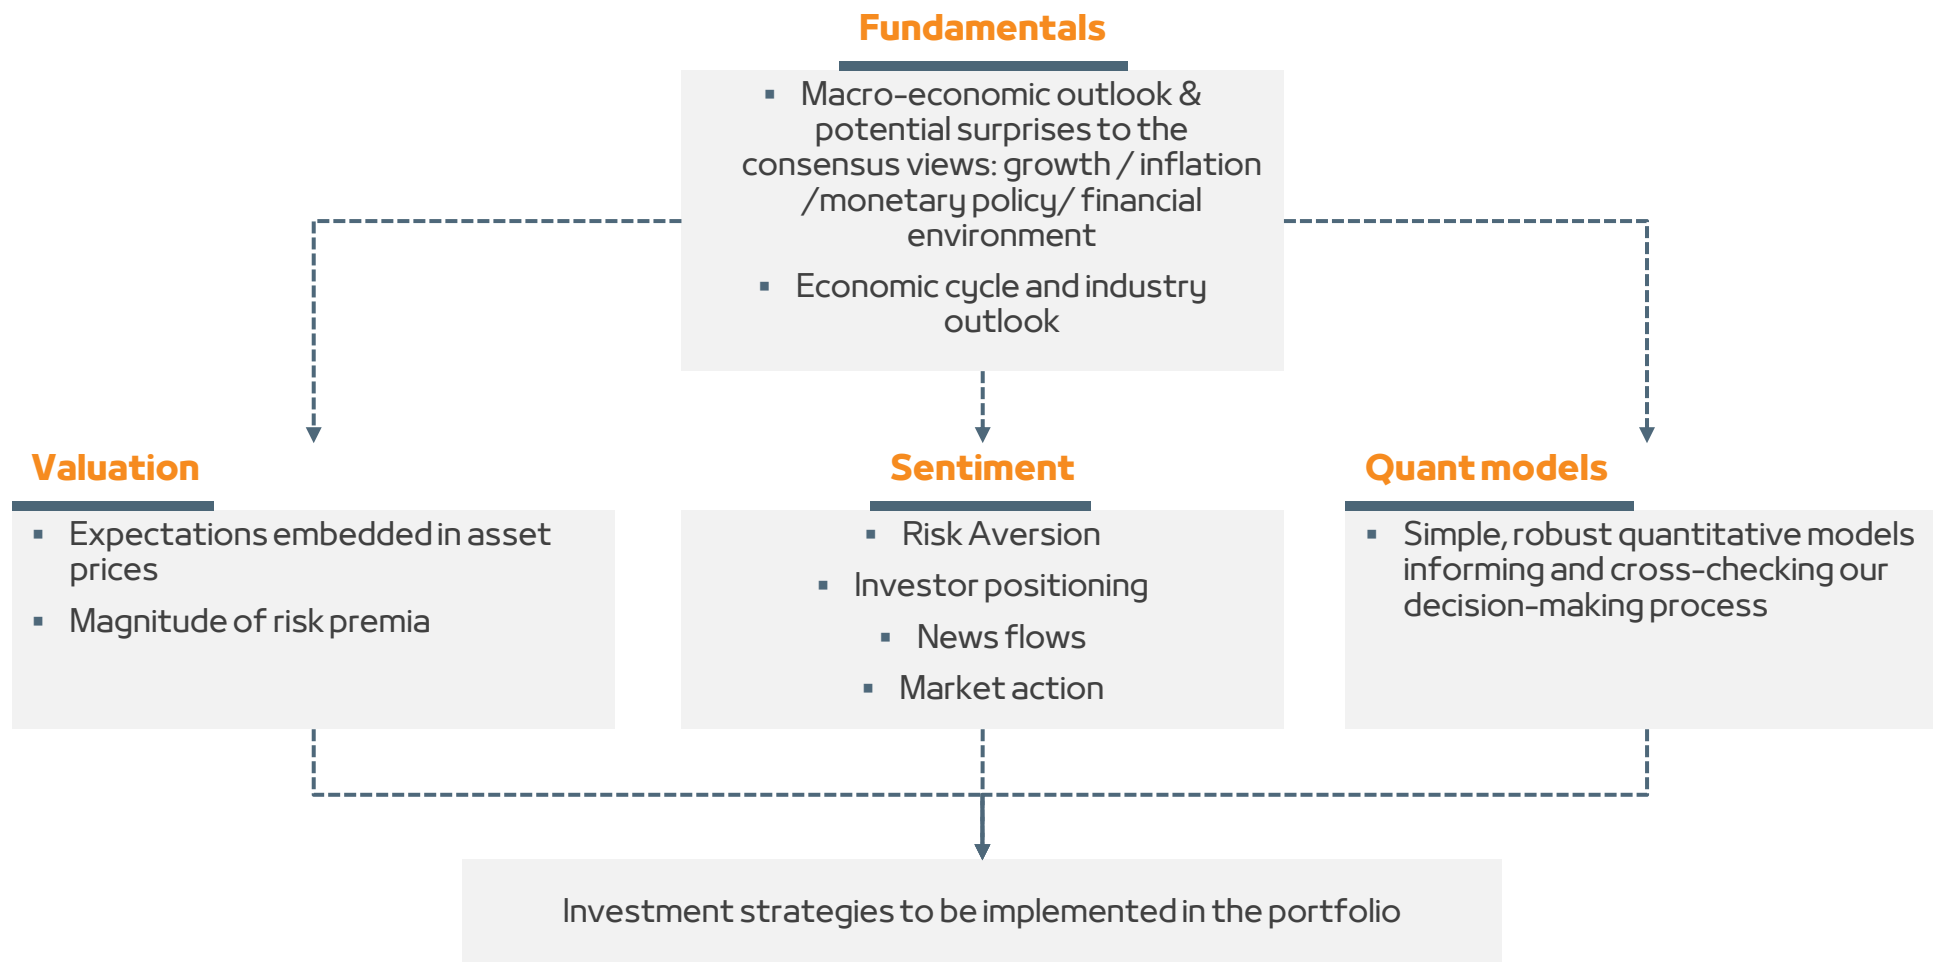 Fundamentals
▪ Macro-economic outlook &
potential surprises to the
consensus views: growth / inflation
/monetary policy/ financial
environment
▪ Economic cycle and industry
outlook
Valuation
▪ Expectations embedded in asset
prices
▪ Magnitude of risk premia
Sentiment
▪ Risk Aversion
▪ Investor positioning
▪ News flows
▪ Market action
Quant models
▪ Simple, robust quantitative models
informing and cross-checking our
decision-making process
Investment strategies to be implemented in the portfolio